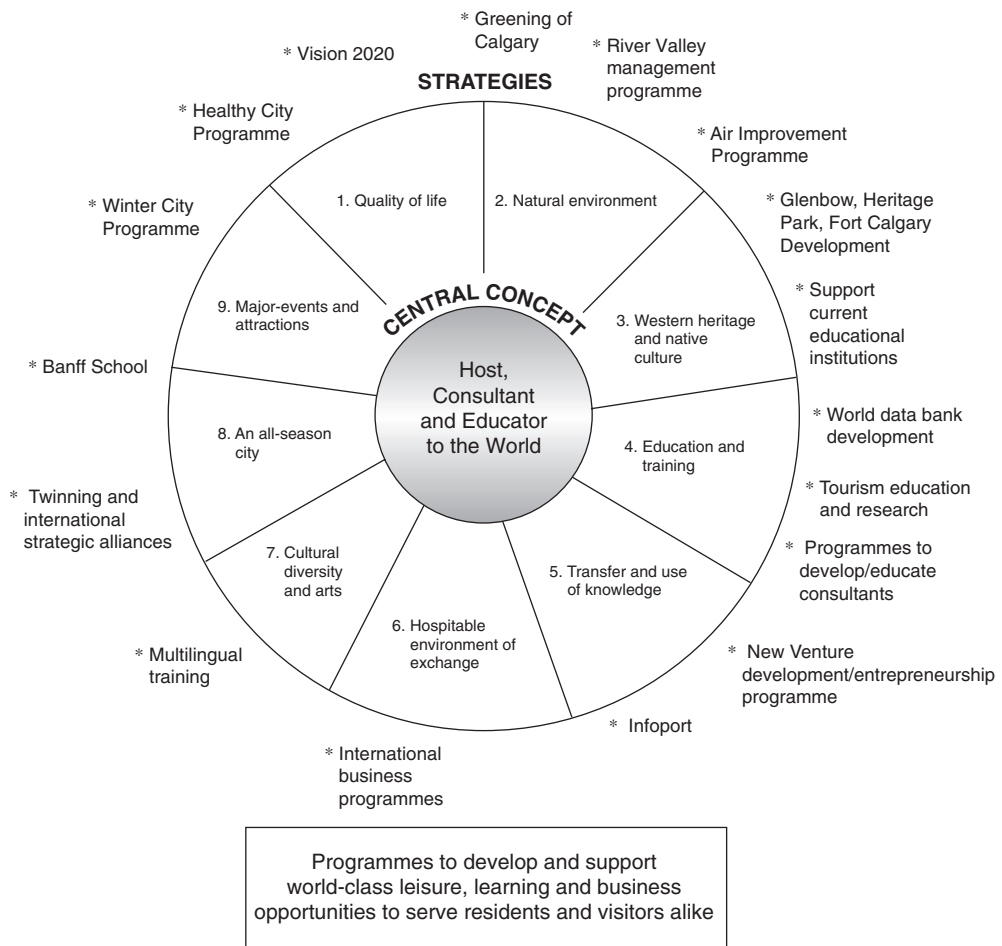 * Greening of
Calgary
* Vision 2020
* River Valley
management
programme
STRATEGIES
* Healthy City
Programme
* Air Improvement
Programme
* Winter City
Programme
* Glenbow, Heritage
Park, Fort Calgary
Development
1. Quality of life
2. Natural environment
* Support
current
educational
institutions
CENTRAL CONCEPT
9. Major-events and
attractions
3. Western heritage
and native
culture
Host,
Consultant
and Educator
to the World
* Banff School
* World data bank
development
8. An all-season
city
4. Education and
training
* Twinning and
international
strategic alliances
* Tourism education
and research
* Programmes to
develop/educate
consultants
7. Cultural
diversity
and arts
5. Transfer and use
of knowledge
6. Hospitable
environment of
exchange
* Multilingual
training
* New Venture
development/entrepreneurship
programme
* Infoport
* International
business
programmes
Programmes to develop and support
world-class leisure, learning and business
opportunities to serve residents and visitors alike